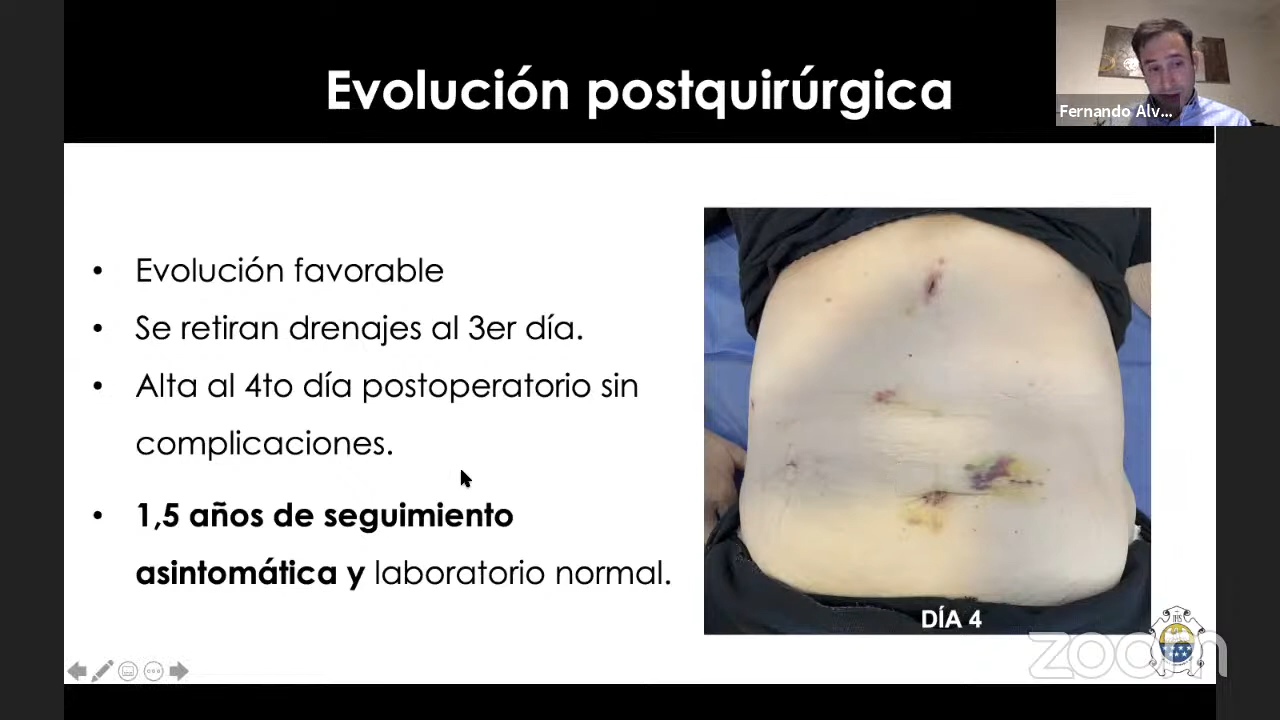 Evolución postquirúrgica
Fernando Alv...
• Evolución favorable
• Se retiran drenajes al 3er día.
• Alta al 4to día postoperatorio sin
complicaciones.
• 1,5 años de seguimiento
asintomática y laboratorio normal.
DÍA 4
zoom